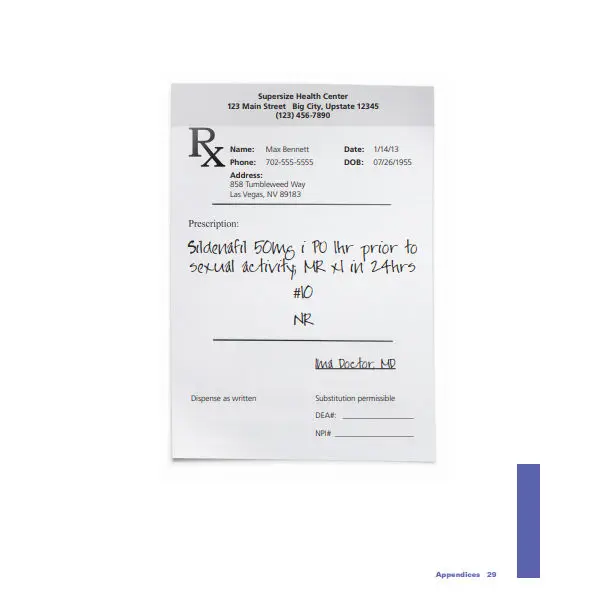 Supersize Health Center
123 Main Street Big City, Upstate 12345
(123) 456-7890
Rx
Name: Max Bennett Date: 1/14/13
Phone: 702-555-5555 DOB: 07/26/1955
Address:
858 Tumbleweed Way
Las Vegas, NV 89183
Prescription:
Sildenafil 50mg i PO 1hr prior to
sexual activity; MR x1 in 24hrs
#10
NR
Ima Doctor, MD
Dispense as written Substitution permissible
DEA#:
NPI#
Appendices 29